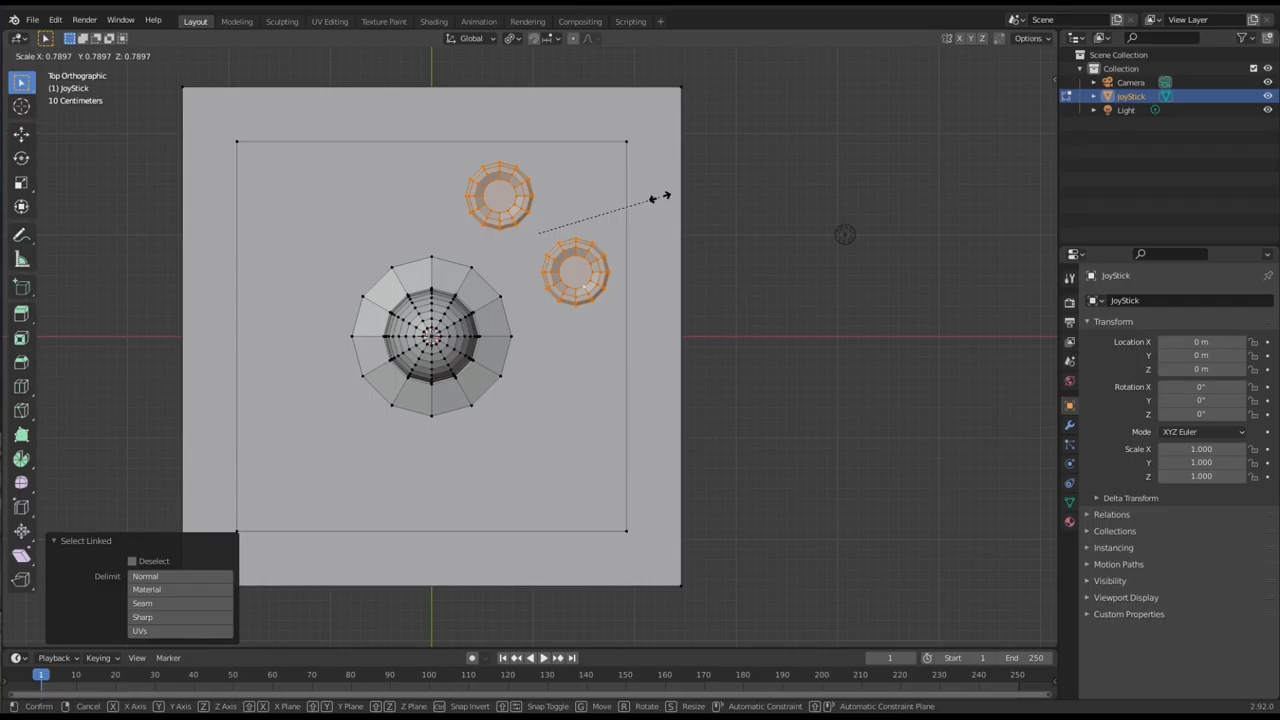 File Edit Render Window Help Layout Modeling Sculpting UV Editing Texture Paint Shading Animation Rendering Compositing Scripting + Scene View Layer
Global Options
Scale X: 0.7897 Y: 0.7897 Z: 0.7897
X Y Z
Top Orthographic
(1) JoyStick
10 Centimeters
Scene Collection
Collection
Camera
JoyStick
Light
JoyStick
JoyStick
Transform
Location X 0 m
Y 0 m
Z 0 m
Rotation X 0°
Y 0°
Z 0°
Mode XYZ Euler
Scale X 1.000
Y 1.000
Z 1.000
Delta Transform
Relations
Collections
Instancing
Motion Paths
Visibility
Viewport Display
Custom Properties
Select Linked
Deselect
Delimit Normal
Material
Seam
Sharp
UVs
Playback Keying View Marker 1 Start 1 End 250
1 10 20 30 40 50 60 70 80 90 100 110 120 130 140 150 160 170 180 190 200 210 220 230 240 250
Confirm Cancel X X Axis Y Y Axis Z Z Axis X X Plane Y Y Plane Z Z Plane Ctrl Snap Invert Snap Toggle G Move R Rotate S Resize Automatic Constraint Automatic Constraint Plane 2.92.0